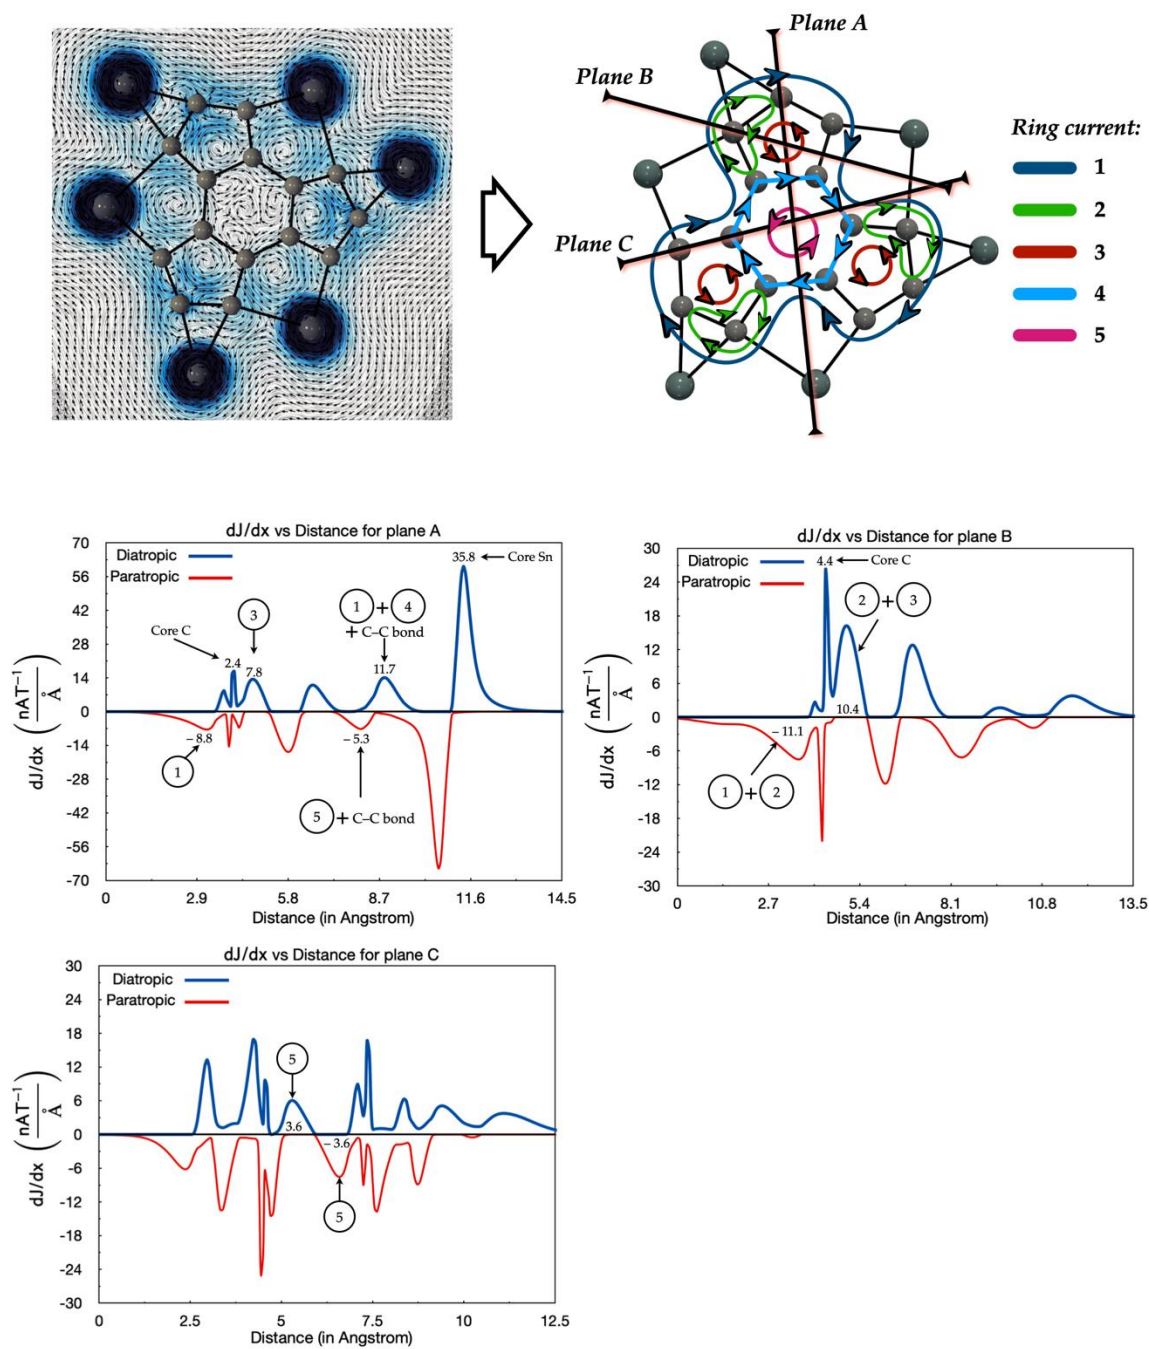 Plane A
Plane B
Plane C
Ring current:
1
2
3
4
5
dJ/dx vs Distance for plane A
Diatropic
Paratropic
70
56
42
28
14
0
-14
-28
-42
-56
-70
dJ/dx (nAT⁻¹/Å)
35.8
Core Sn
1 + 4
+ C–C bond
11.7
3
7.8
Core C
2.4
-8.8
1
-5.3
5 + C–C bond
0
2.9
5.8
8.7
11.6
14.5
Distance (in Angstrom)
dJ/dx vs Distance for plane B
Diatropic
Paratropic
30
24
18
12
6
0
-6
-12
-18
-24
-30
dJ/dx (nAT⁻¹/Å)
4.4
Core C
2 + 3
10.4
-11.1
1 + 2
0
2.7
5.4
8.1
10.8
13.5
Distance (in Angstrom)
dJ/dx vs Distance for plane C
Diatropic
Paratropic
30
24
18
12
6
0
-6
-12
-18
-24
-30
dJ/dx (nAT⁻¹/Å)
5
3.6
-3.6
5
0
2.5
5
7.5
10
12.5
Distance (in Angstrom)